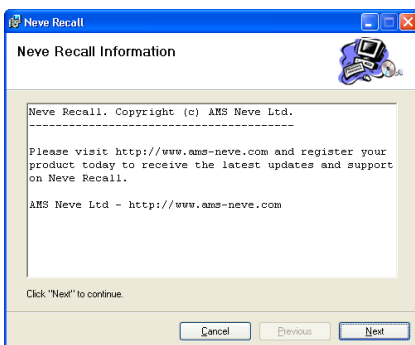 Neve Recall
Neve Recall Information
Neve Recall. Copyright (c) AMS Neve Ltd.
----------------------------------------
Please visit http://www.ams-neve.com and register your
product today to receive the latest updates and support
on Neve Recall.
AMS Neve Ltd - http://www.ams-neve.com
Click "Next" to continue.
Cancel Previous Next